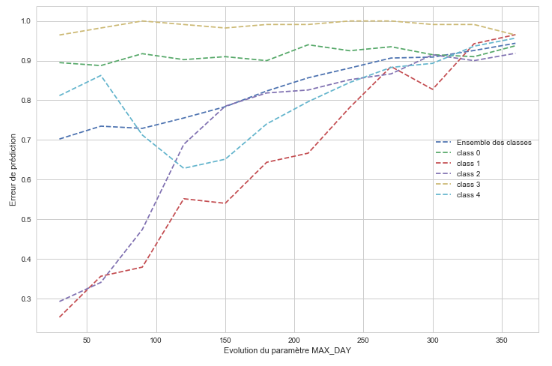 1.0
0.9
0.8
0.7
0.6
0.5
0.4
0.3
Erreur de prédiction
Ensemble des classes
class 0
class 1
class 2
class 3
class 4
50 100 150 200 250 300 350
Evolution du paramètre MAX_DAY